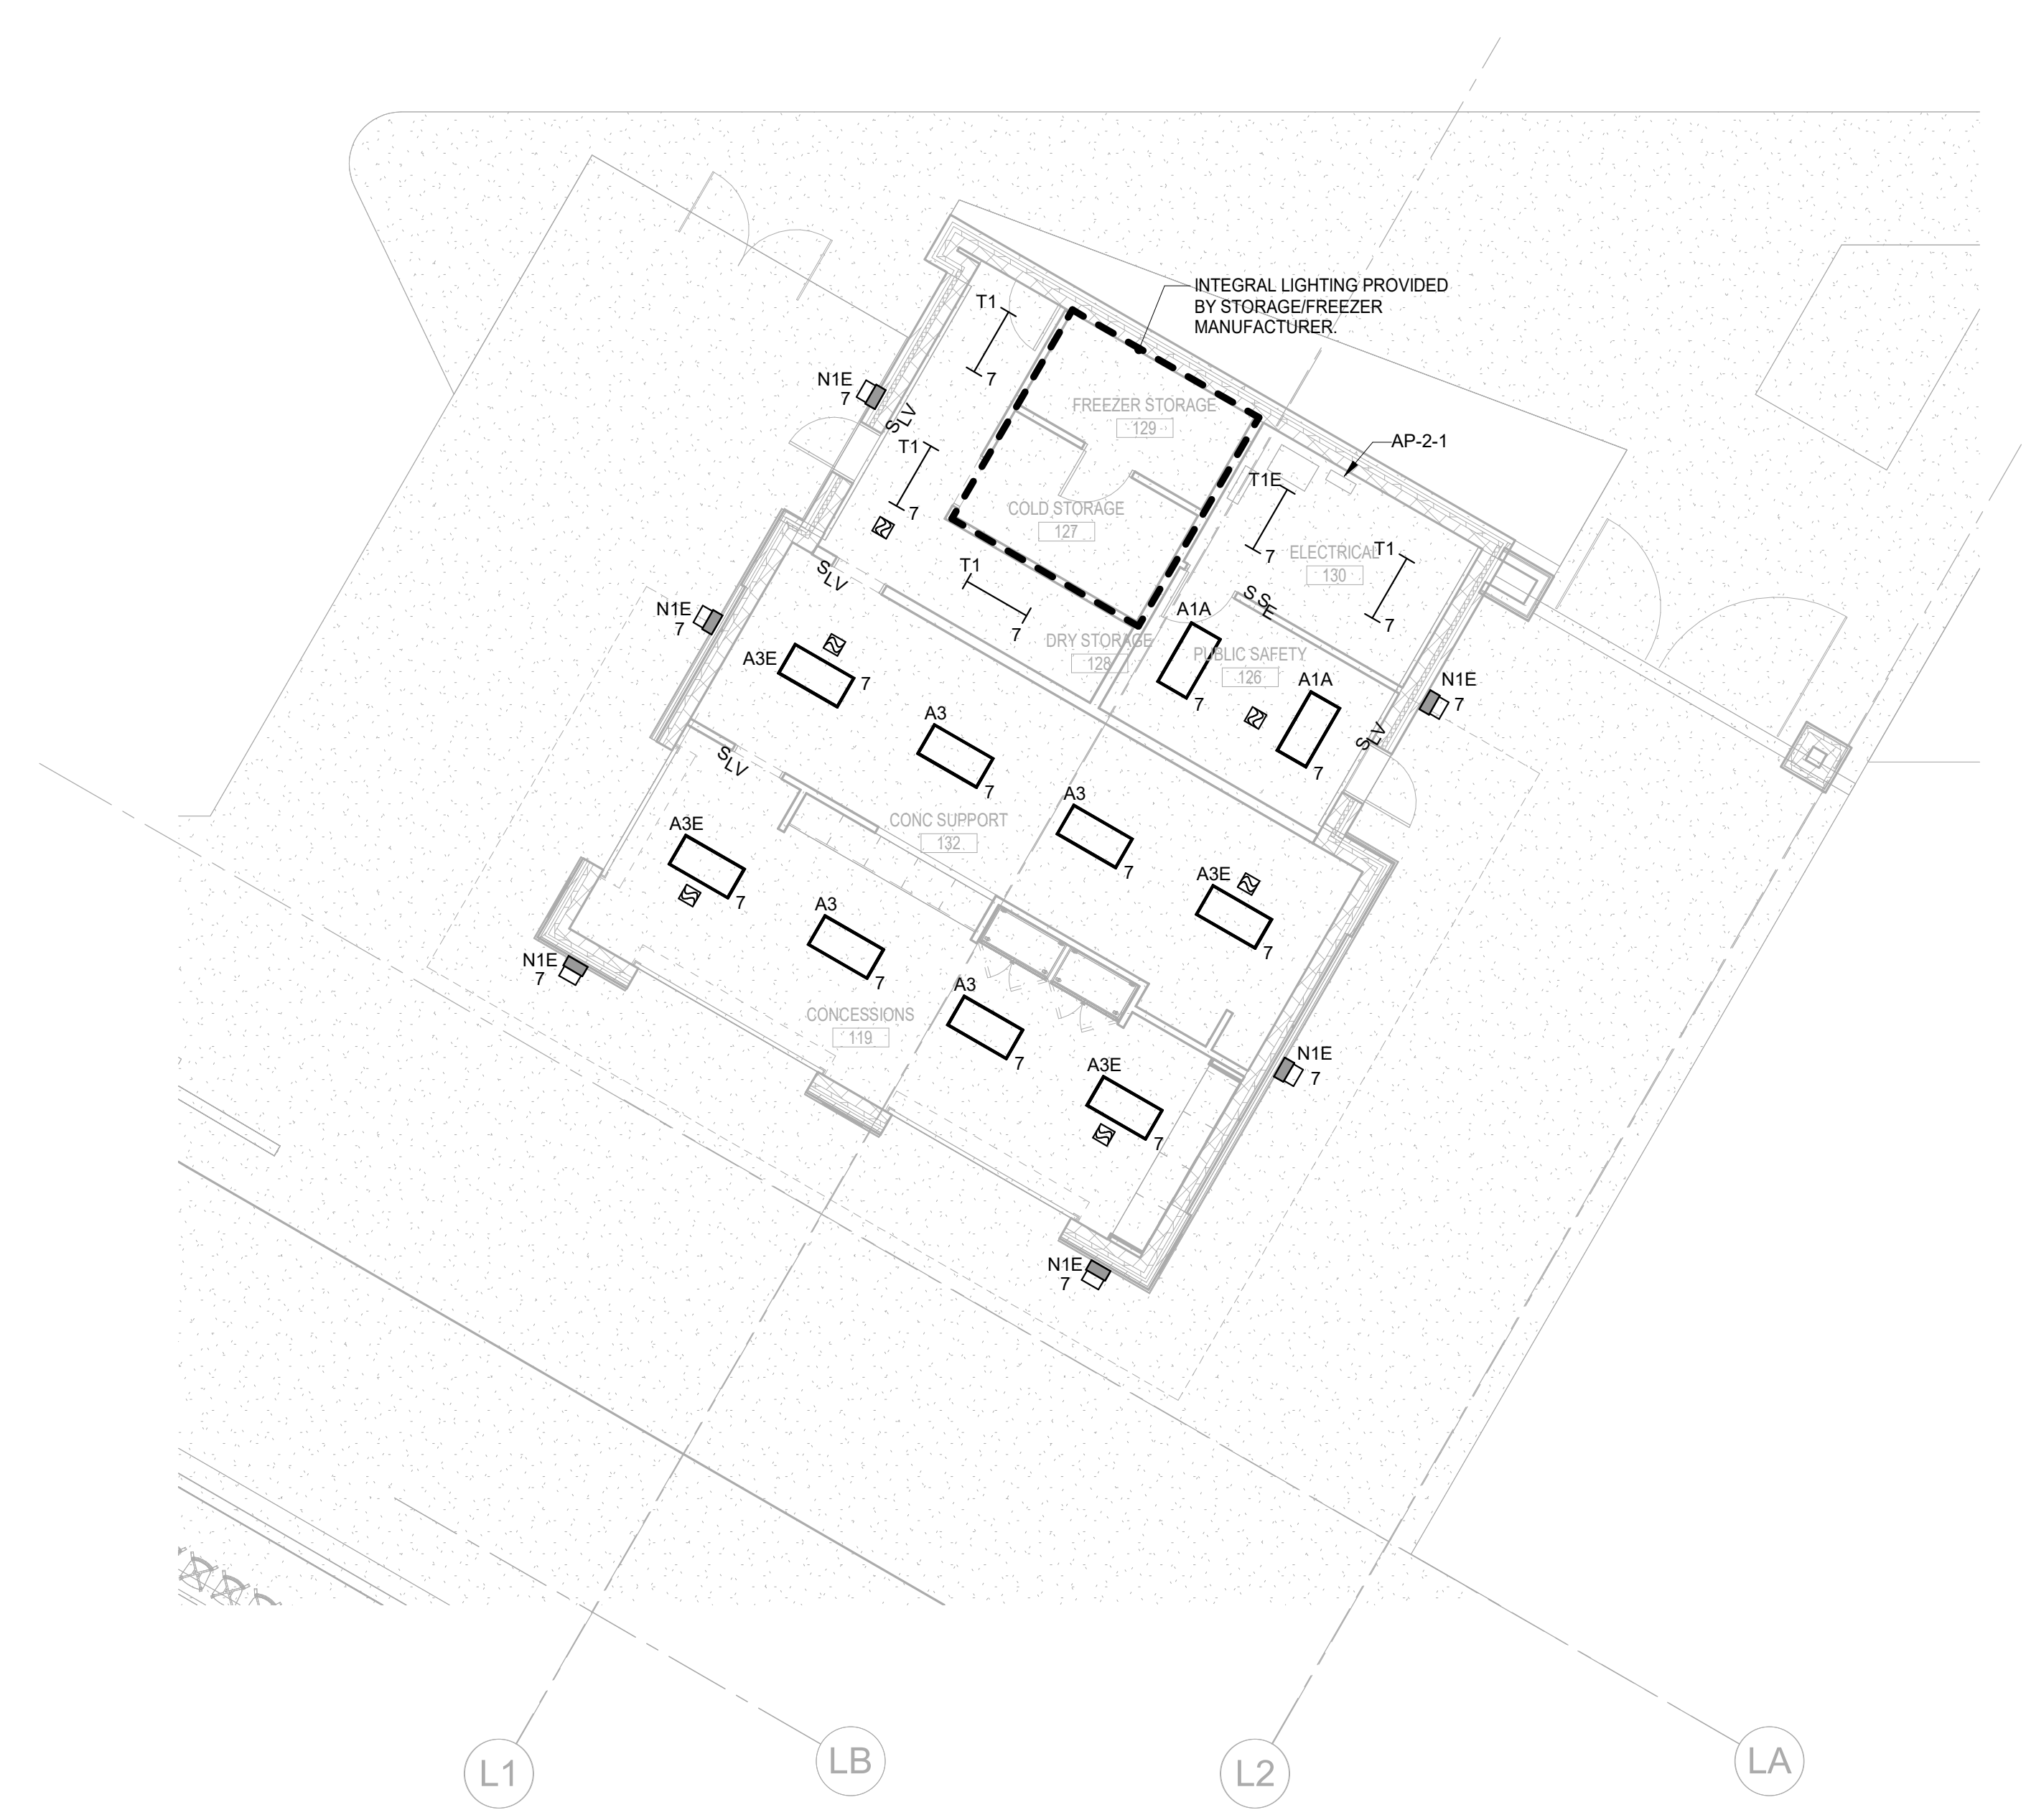 INTEGRAL LIGHTING PROVIDED
BY STORAGE/FREEZER
MANUFACTURER.
T1
7
N1E
7
SLV
FREEZER STORAGE
129
T1
7
AP-2-1
T1E
7
COLD STORAGE
127
ELECTRICAL
130
T1
7
SLV
T1
7
S SE
N1E
7
A1A
7
DRY STORAGE
128
PUBLIC SAFETY
126
A3E
7
A1A
7
N1E
7
SLV
A3
7
SLV
A3
7
CONC SUPPORT
132
A3E
7
A3E
7
A3
7
N1E
7
A3
7
CONCESSIONS
119
N1E
7
A3E
7
N1E
7
L1
LB
L2
LA